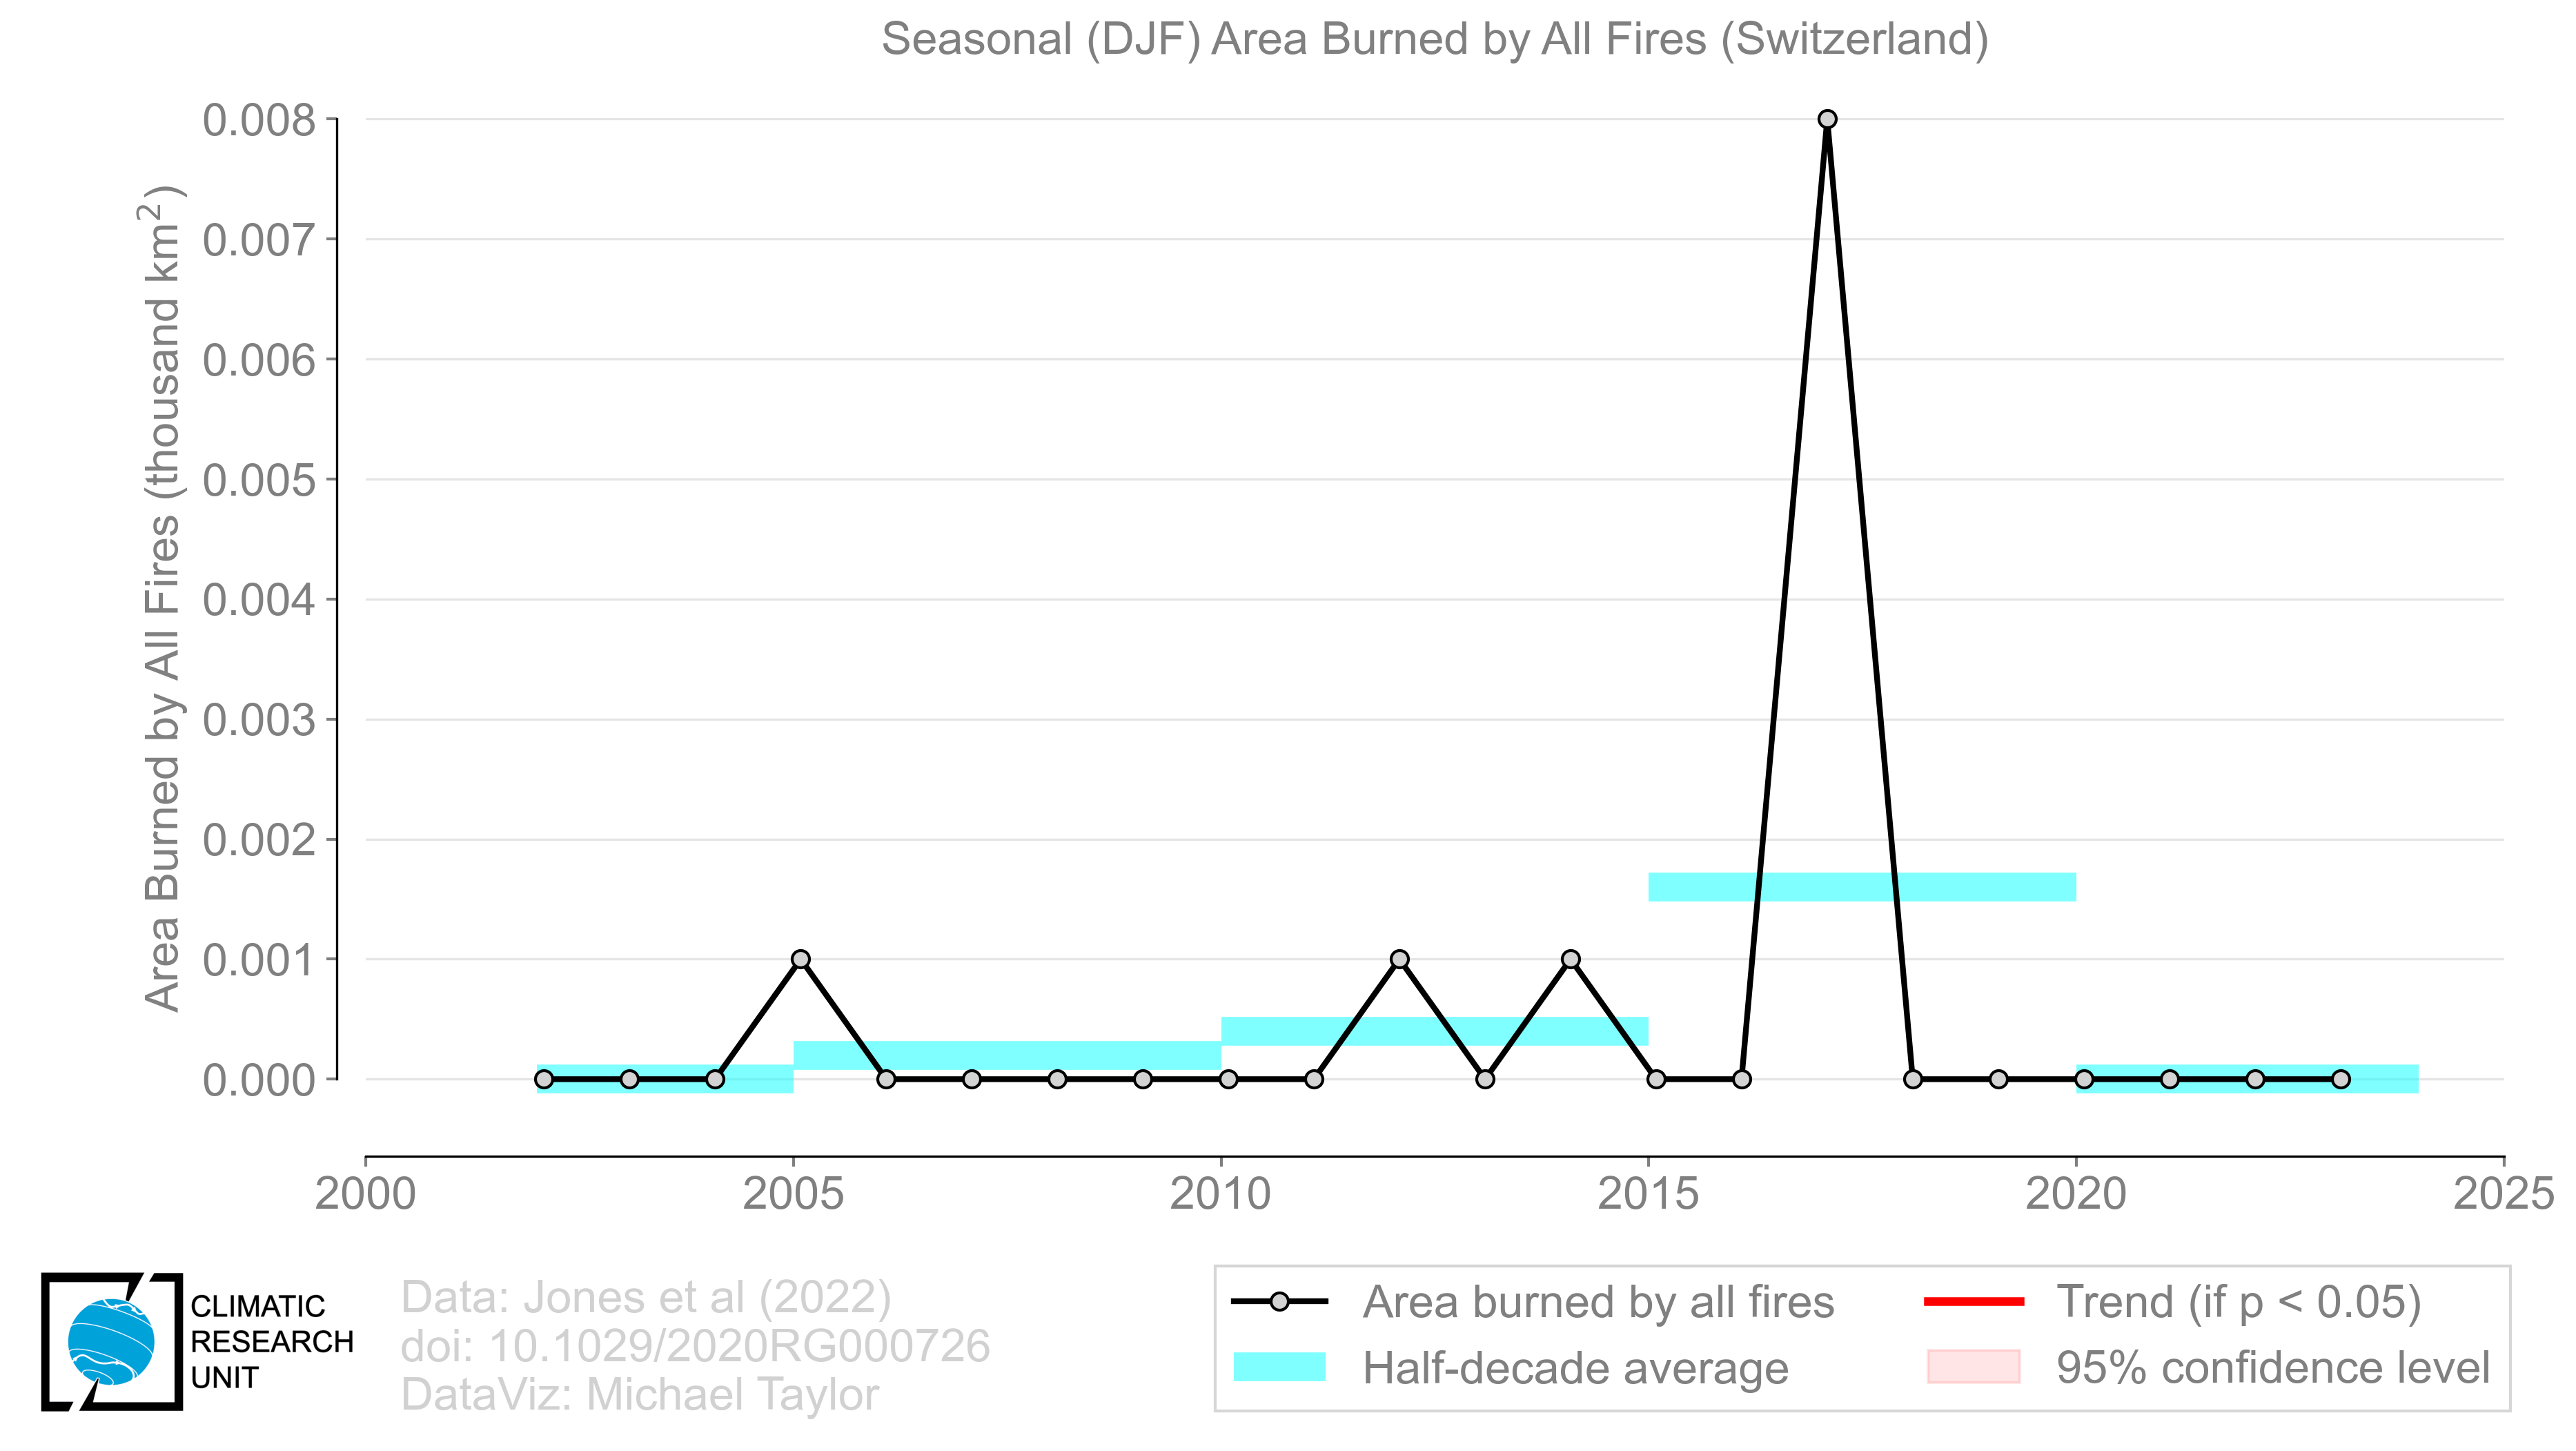 Seasonal (DJF) Area Burned by All Fires (Switzerland)
Area Burned by All Fires (thousand km²)
0.008
0.007
0.006
0.005
0.004
0.003
0.002
0.001
0.000
2000 2005 2010 2015 2020 2025
CLIMATIC
RESEARCH
UNIT
Data: Jones et al (2022)
doi: 10.1029/2020RG000726
DataViz: Michael Taylor
Area burned by all fires
Half-decade average
Trend (if p < 0.05)
95% confidence level